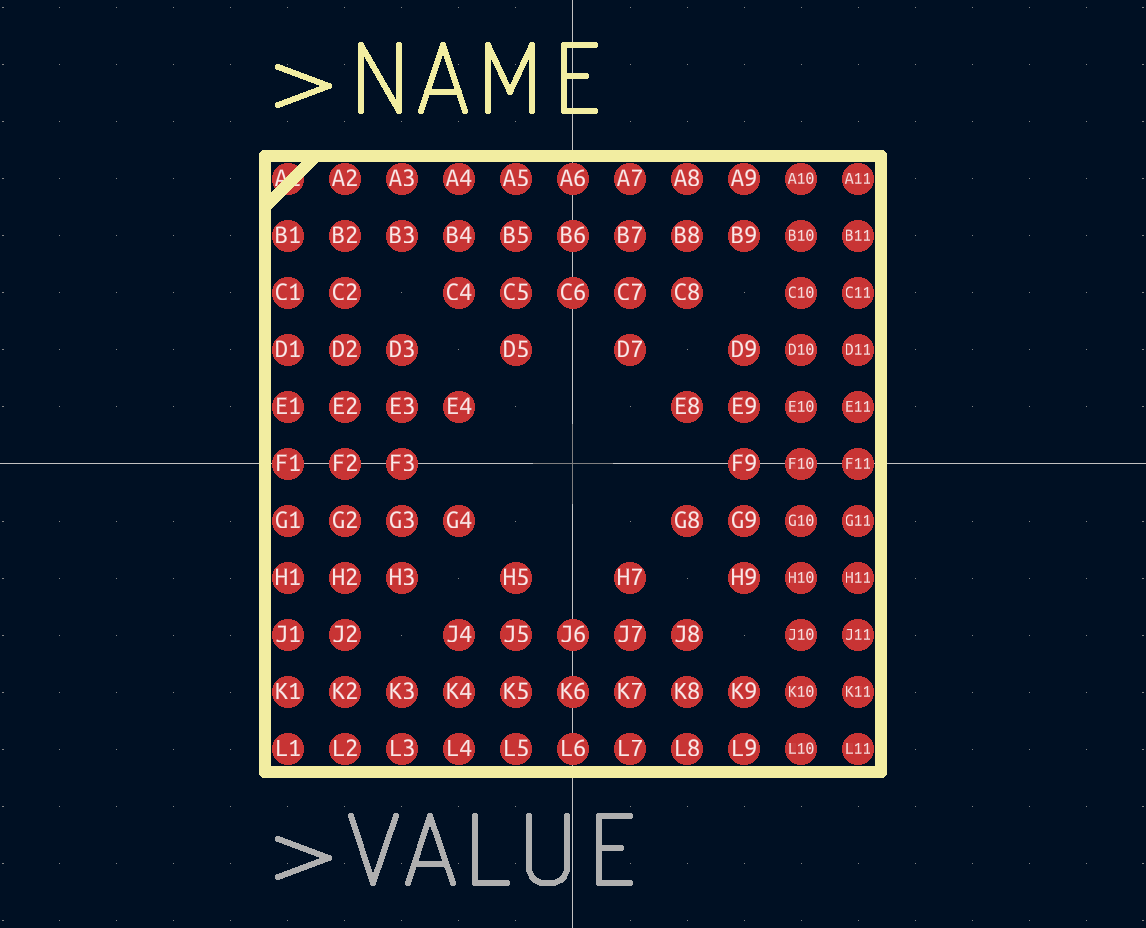 >NAME
A2 A3 A4 A5 A6 A7 A8 A9 A10 A11
B1 B2 B3 B4 B5 B6 B7 B8 B9 B10 B11
C1 C2 C4 C5 C6 C7 C8 C10 C11
D1 D2 D3 D5 D7 D9 D10 D11
E1 E2 E3 E4 E8 E9 E10 E11
F1 F2 F3 F9 F10 F11
G1 G2 G3 G4 G8 G9 G10 G11
H1 H2 H3 H5 H7 H9 H10 H11
J1 J2 J4 J5 J6 J7 J8 J10 J11
K1 K2 K3 K4 K5 K6 K7 K8 K9 K10 K11
L1 L2 L3 L4 L5 L6 L7 L8 L9 L10 L11
>VALUE